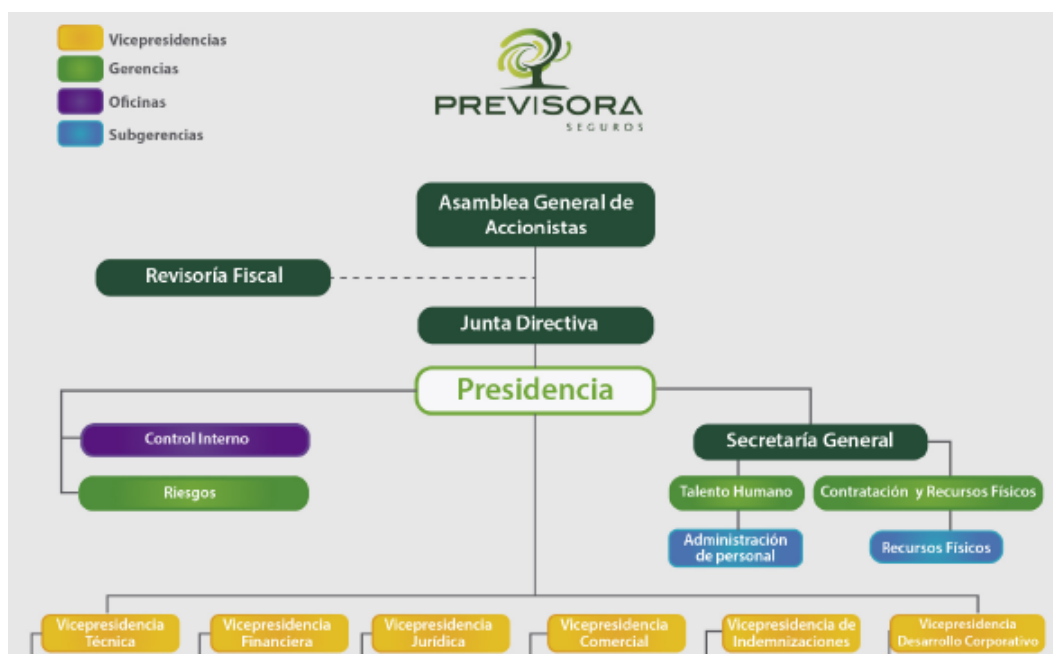 Vicepresidencias
Gerencias
Oficinas
Subgerencias
PREVISORA
SEGUROS
Asamblea General de
Accionistas
Revisoría Fiscal
Junta Directiva
Presidencia
Control Interno
Riesgos
Secretaría General
Talento Humano
Contratación y Recursos Físicos
Administración
de personal
Recursos Físicos
Vicepresidencia
Técnica
Vicepresidencia
Financiera
Vicepresidencia
Jurídica
Vicepresidencia
Comercial
Vicepresidencia de
Indemnizaciones
Vicepresidencia
Desarrollo Corporativo